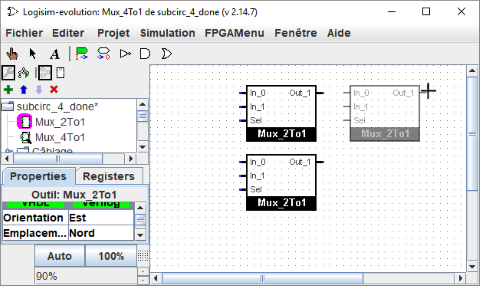 Logisim-evolution: Mux_4To1 de subcirc_4_done (v 2.14.7)
Fichier Editer Projet Simulation FPGAMenu Fenêtre Aide
A
subcirc_4_done*
Mux_2To1
Mux_4To1
Câblage
Properties Registers
Outil: Mux_2To1
VHDL Verilog
Orientation Est
Emplacem... Nord
Auto 100%
90%
In_0 Out_1
In_1
Sel
Mux_2To1
In_0 Out_1
In_1
Sel
Mux_2To1
In_0 Out_1
In_1
Sel
Mux_2To1